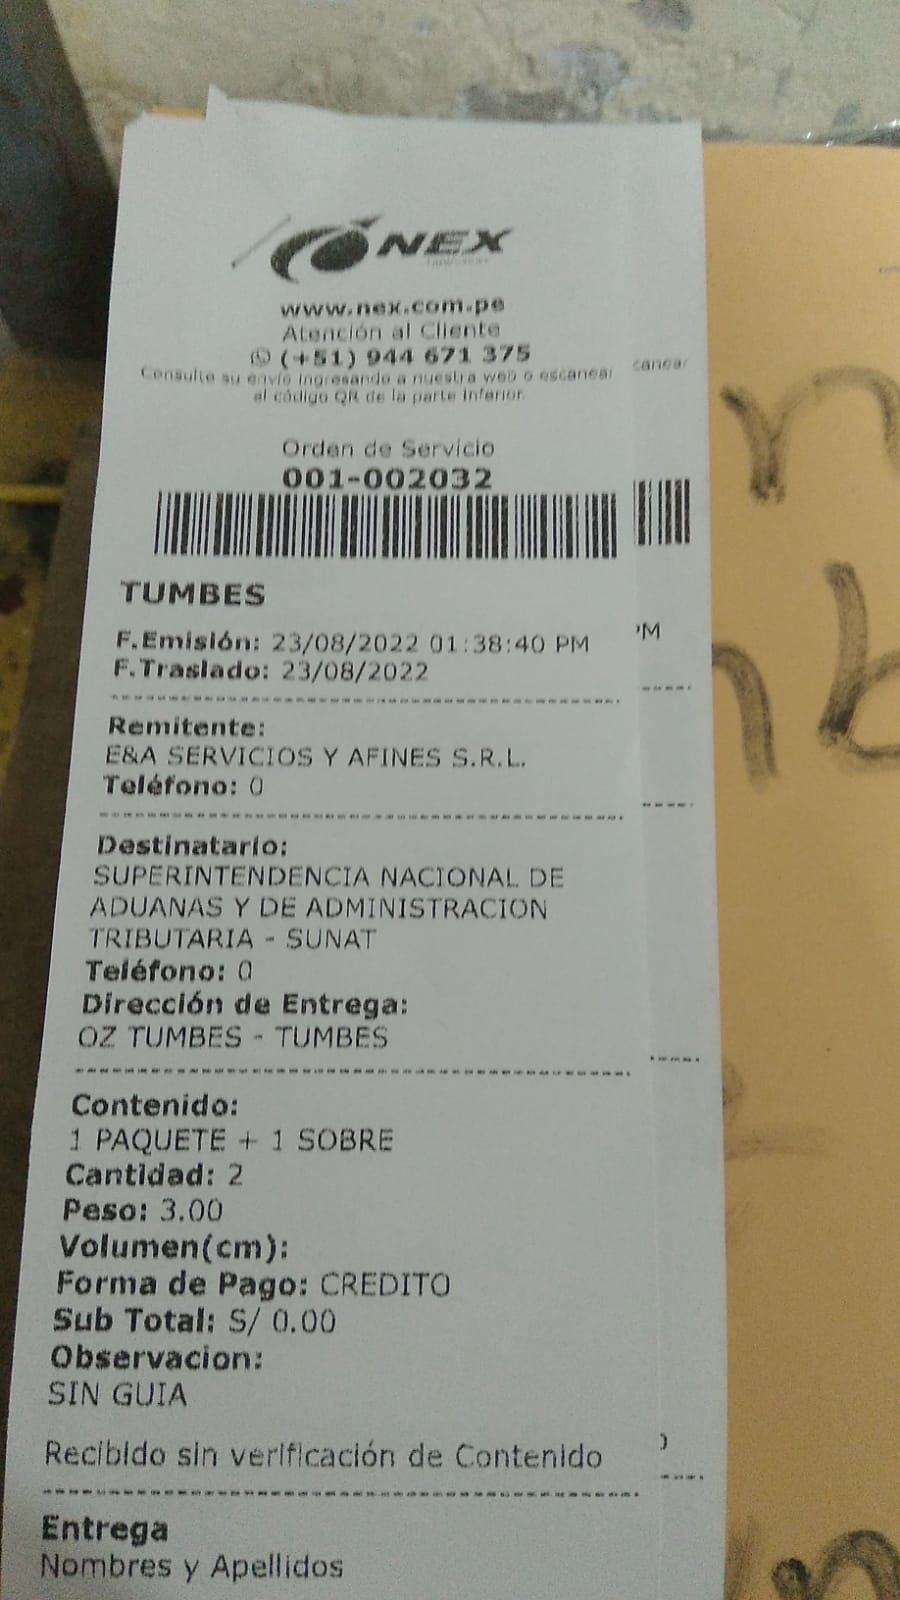 NEX
www.nex.com.pe
Atención al Cliente
(+51) 944 671 375
Consulte su envío ingresando a nuestra web o escanear
el código QR de la parte inferior.
canear
Orden de Servicio
001-002032
TUMBES
F.Emisión: 23/08/2022 01:38:40 PM
PM
F.Traslado: 23/08/2022
Remitente:
E&A SERVICIOS Y AFINES S.R.L.
Teléfono: 0
Destinatario:
SUPERINTENDENCIA NACIONAL DE
ADUANAS Y DE ADMINISTRACION
TRIBUTARIA - SUNAT
Teléfono: 0
Dirección de Entrega:
OZ TUMBES - TUMBES
Contenido:
1 PAQUETE + 1 SOBRE
Cantidad: 2
Peso: 3.00
Volumen(cm):
Forma de Pago: CREDITO
Sub Total: S/ 0.00
Observacion:
SIN GUIA
Recibido sin verificación de Contenido
Entrega
Nombres y Apellidos